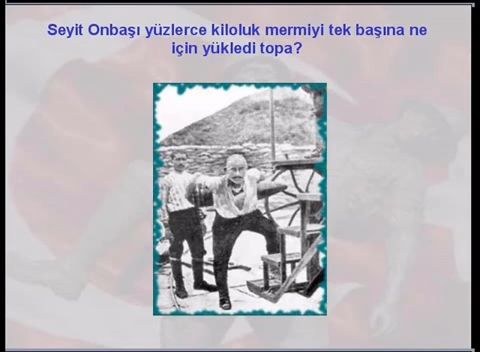 Seyit Onbaşı yüzlerce kiloluk mermiyi tek başına ne
için yükledi topa?